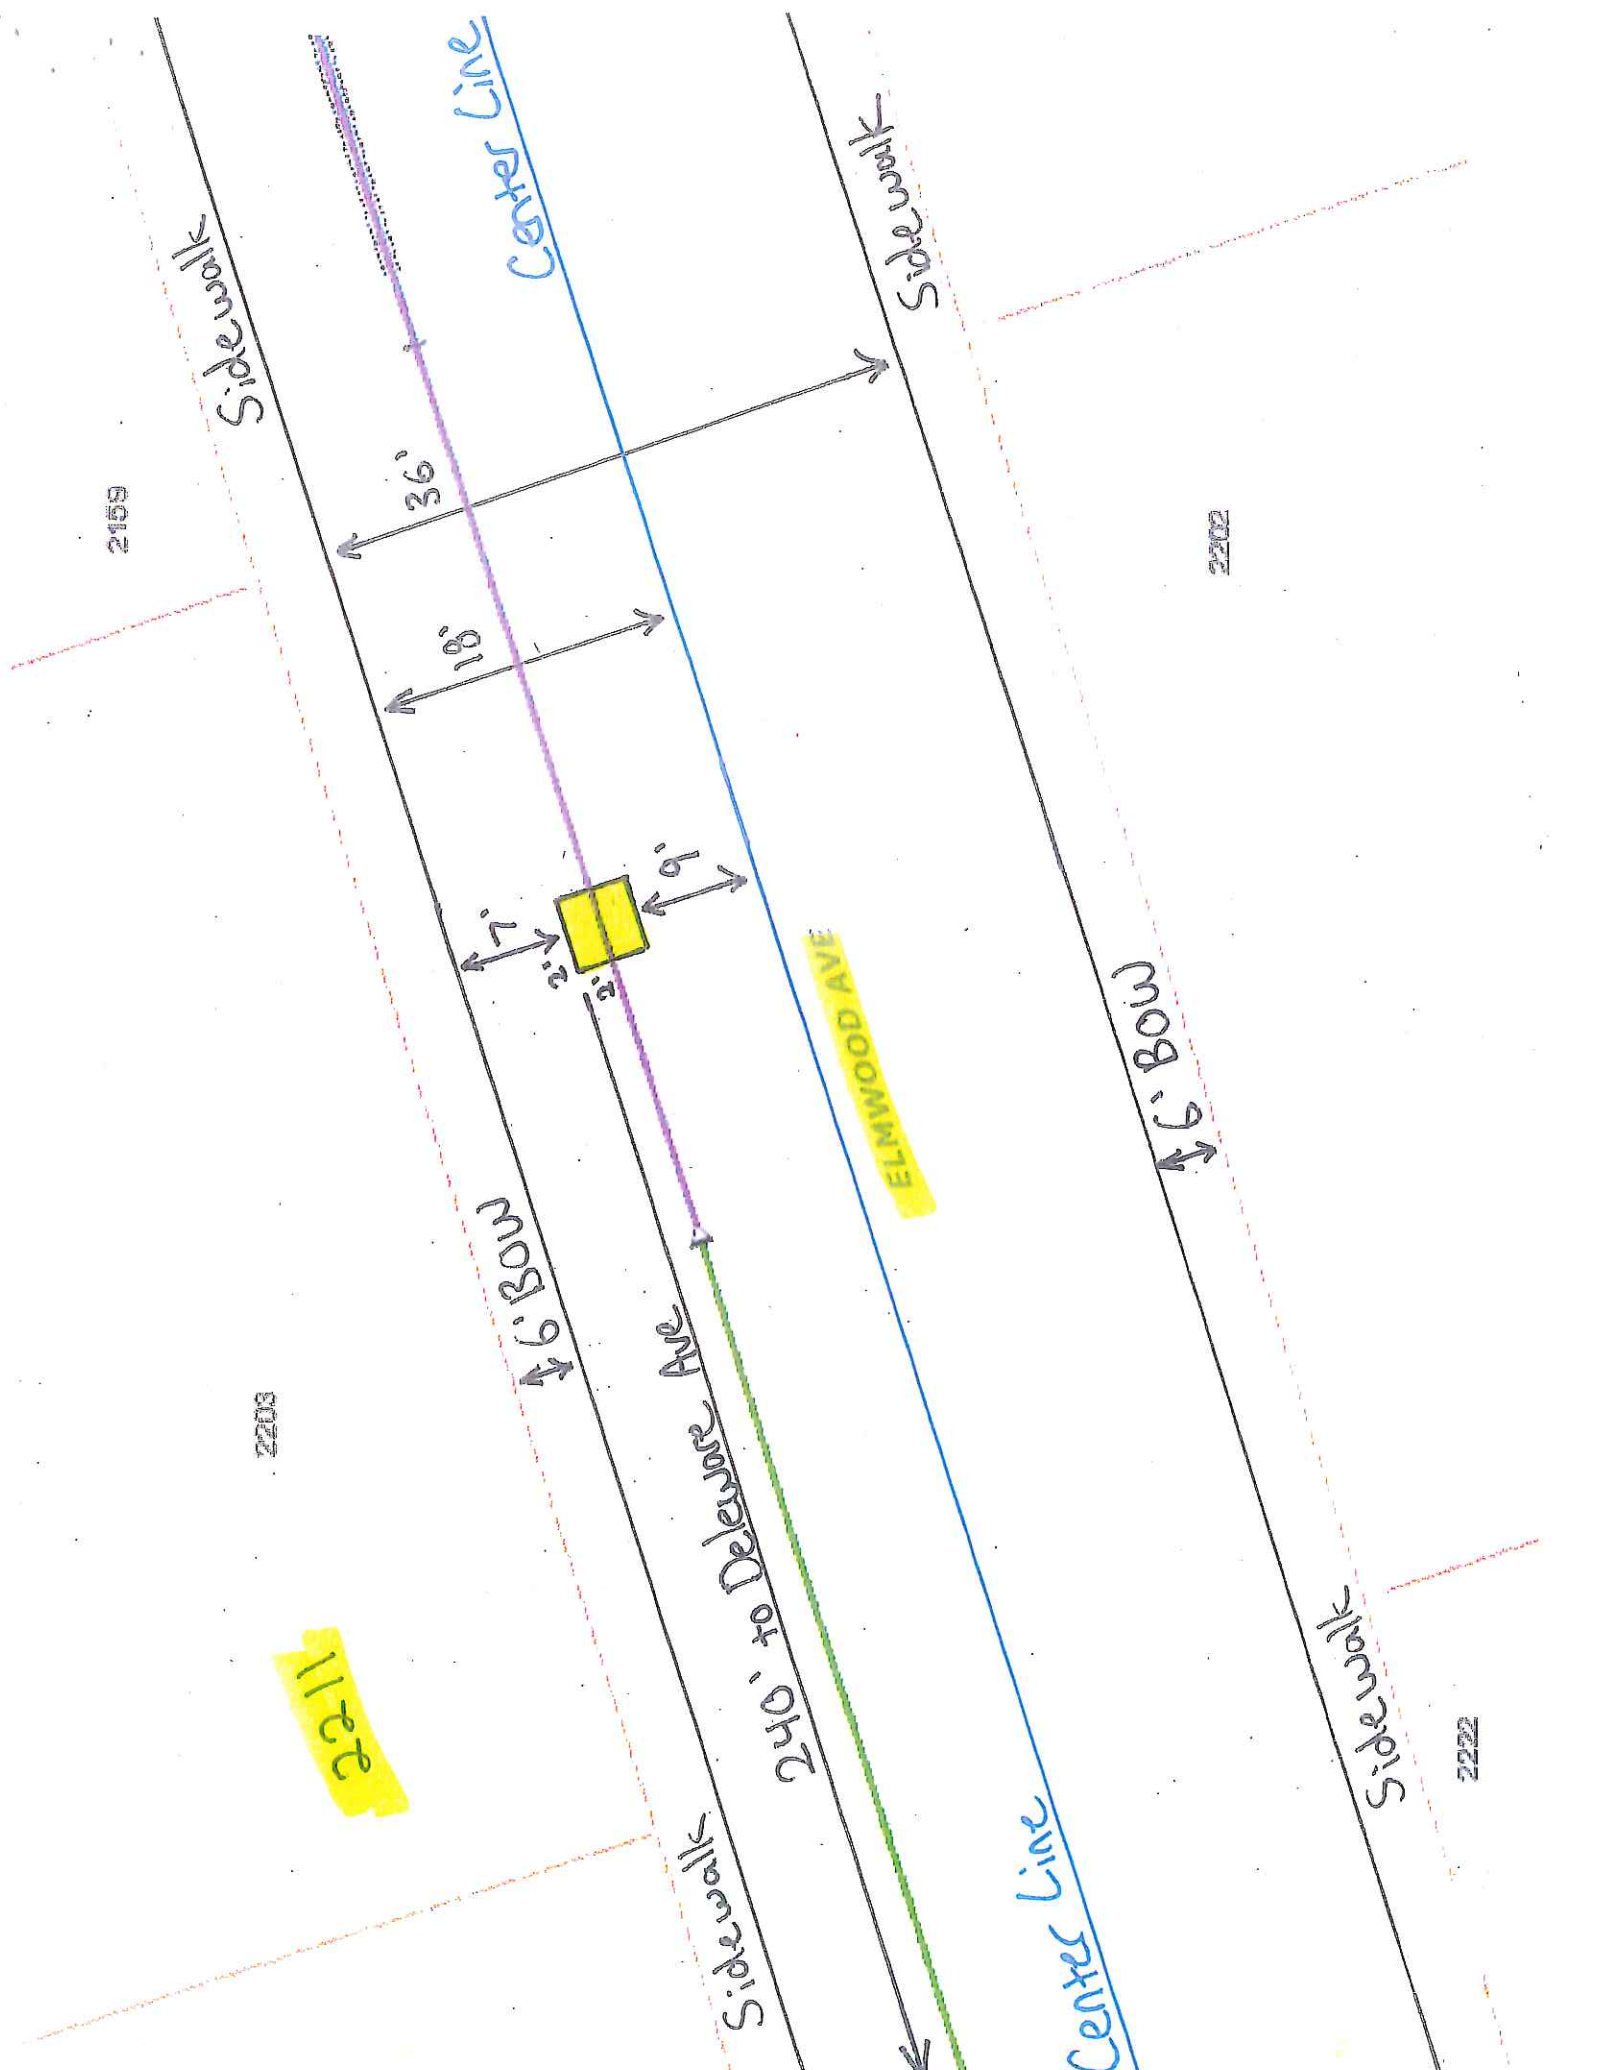 Center Line
Sidewalk
Sidewalk
36'
2159
2202
18'
9'
7'
2'
2'
ELMWOOD AVE
6' BOW
6' BOW
2203
240' to Deleware Ave
2211
Sidewalk
2222
Sidewalk
Center Line